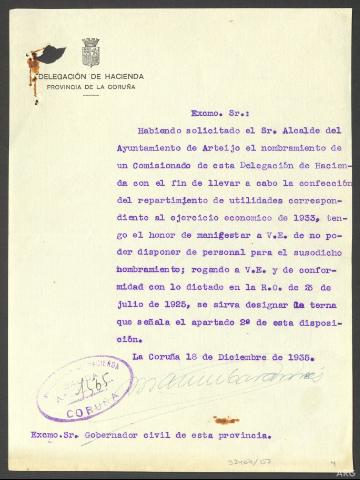 DELEGACIÓN DE HACIENDA
PROVINCIA DE LA CORUÑA
Excmo. Sr.:
Habiendo solicitado el Sr. Alcalde del
Ayuntamiento de Arteijo el nombramiento de
un Comisionado de esta Delegación de Hacien-
da con el fin de llevar a cabo la confección
del repartimiento de utilidades correspon-
diente al ejercicio economico de 1933, ten-
go el honor de manifestar a V.E. de no po-
der disponer de personal para el susodicho
nombramiento; rogando a V.E. y de confor-
midad con lo dictado en la R.O. de 23 de
julio de 1925, se sirva designar la terna
que señala el apartado 2º de esta disposi-
ción.
La Coruña 18 de Diciembre de 1935.
HACIENDA
CORUÑA
Excmo. Sr. Gobernador civil de esta provincia.
ARG